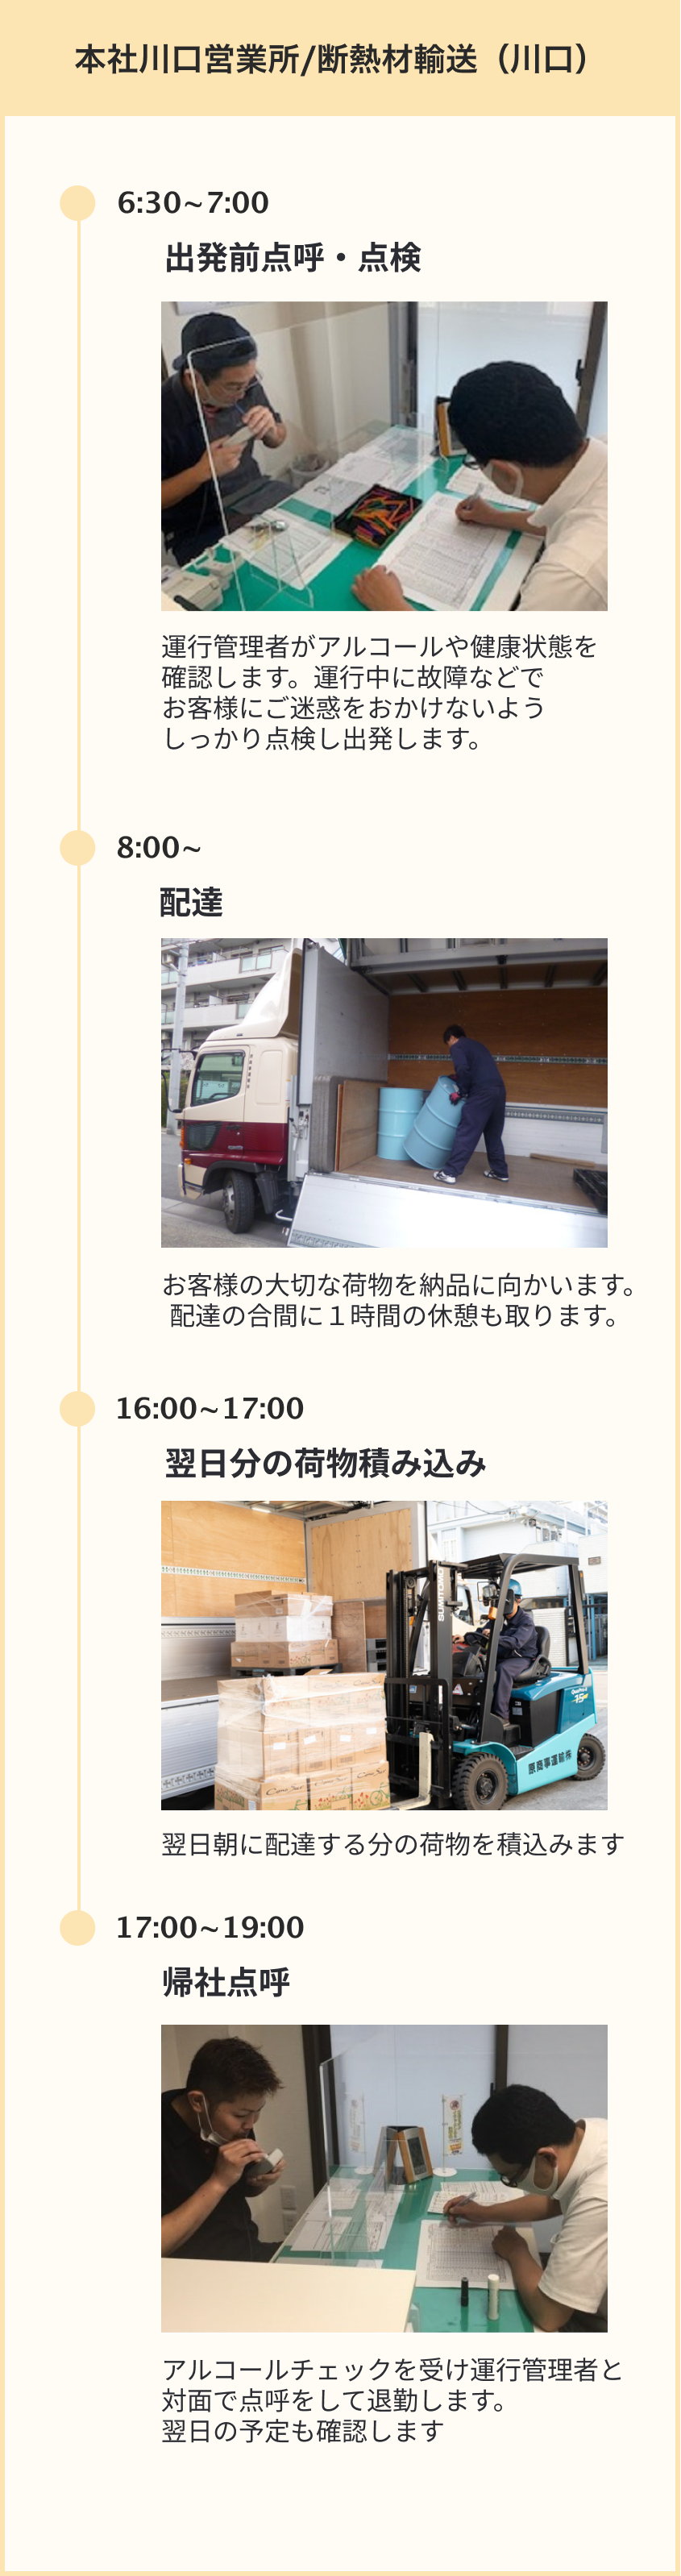 本社川口営業所/断熱材輸送（川口）
6:30~7:00
出発前点呼・点検
運行管理者がアルコールや健康状態を
確認します。運行中に故障などで
お客様にご迷惑をおかけないよう
しっかり点検し出発します。
8:00~
配達
お客様の大切な荷物を納品に向かいます。
配達の合間に１時間の休憩も取ります。
16:00~17:00
翌日分の荷物積み込み
SUMITOMO
翌日朝に配達する分の荷物を積込みます
17:00~19:00
帰社点呼
アルコールチェックを受け運行管理者と
対面で点呼をして退勤します。
翌日の予定も確認します